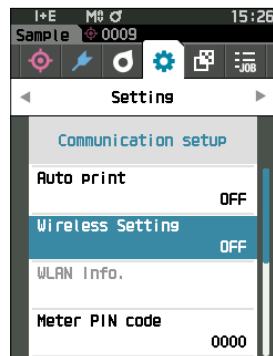 I+E M 15:26
Sample 0009
-JOB
Setting
Communication setup
Auto print
OFF
Wireless Setting
OFF
WLAN Info.
Meter PIN code
0000